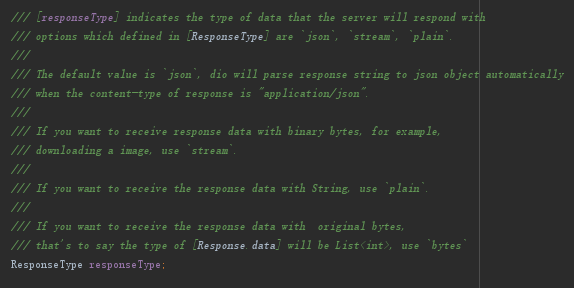 /// [responseType] indicates the type of data that the server will respond with
/// options which defined in [ResponseType] are `json`, `stream`, `plain`.
///
/// The default value is `json`, dio will parse response string to json object automatically
/// when the content-type of response is "application/json".
///
/// If you want to receive response data with binary bytes, for example,
/// downloading a image, use `stream`.
///
/// If you want to receive the response data with String, use `plain`.
///
/// If you want to receive the response data with  original bytes,
/// that's to say the type of [Response.data] will be List<int>, use `bytes`
ResponseType responseType;